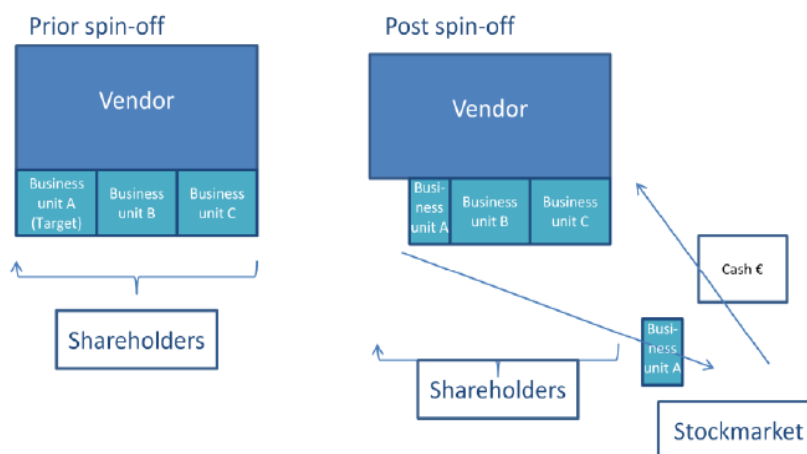 Prior spin-off
Vendor
Business
unit A
(Target)
Business
unit B
Business
unit C
Shareholders
Post spin-off
Vendor
Busi-
ness
unit A
Business
unit B
Business
unit C
Cash €
Busi-
ness
unit A
Shareholders
Stockmarket